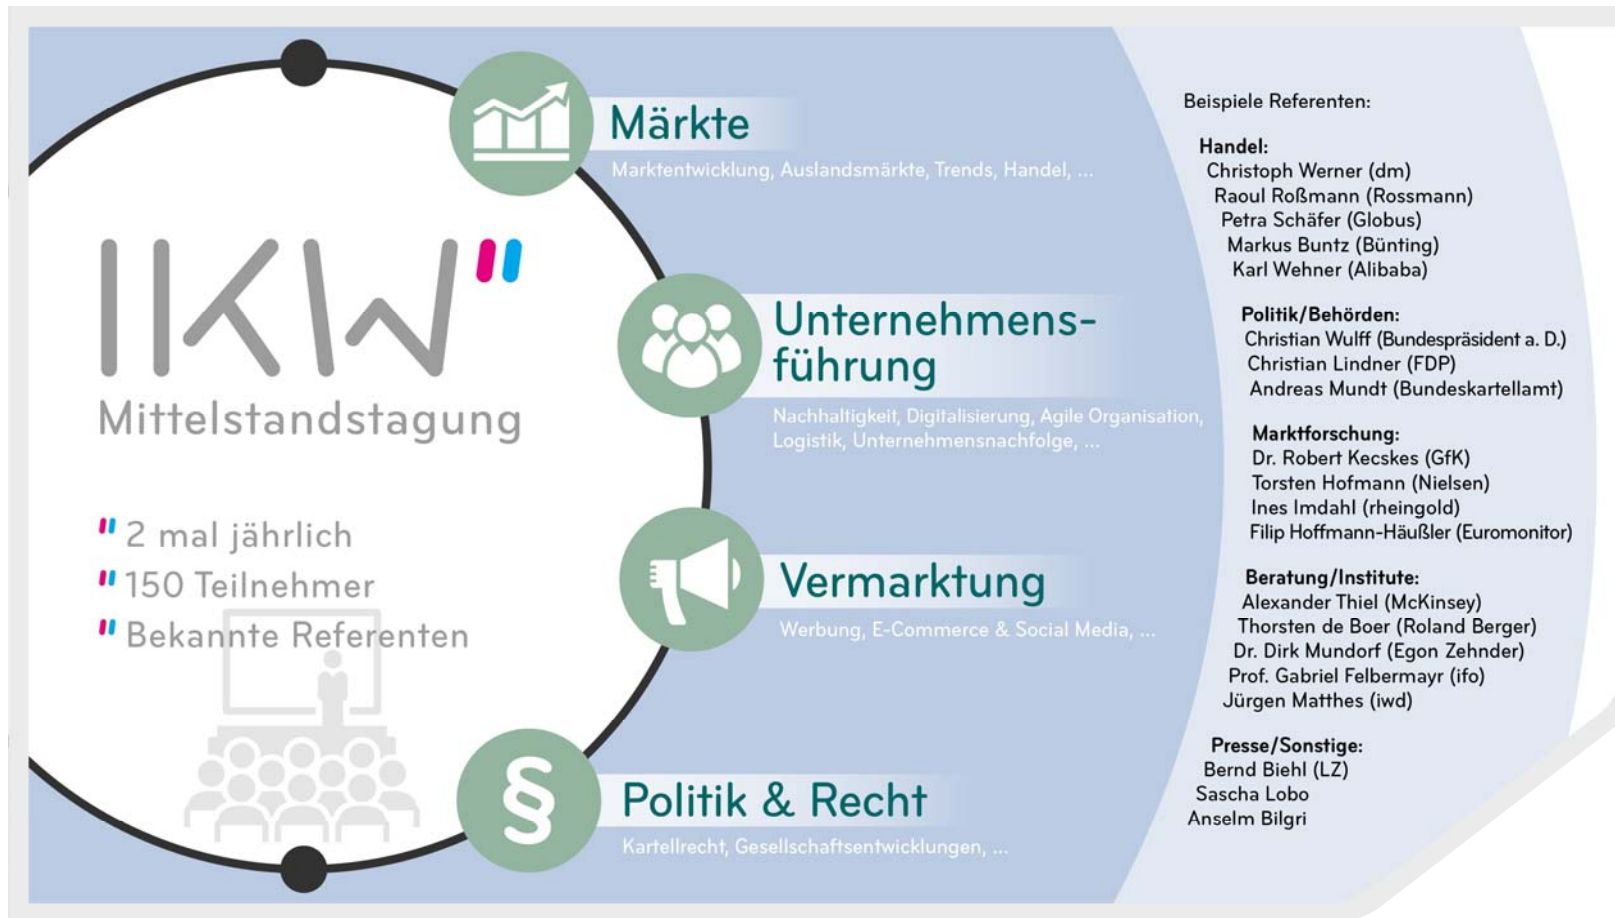 IKW
Mittelstandstagung
2 mal jährlich
150 Teilnehmer
Bekannte Referenten
Märkte
Marktentwicklung, Auslandsmärkte, Trends, Handel, ...
Unternehmens-
führung
Nachhaltigkeit, Digitalisierung, Agile Organisation,
Logistik, Unternehmensnachfolge, ...
Vermarktung
Werbung, E-Commerce & Social Media, ...
§
Politik & Recht
Kartellrecht, Gesellschaftsentwicklungen, ...
Beispiele Referenten:
Handel:
Christoph Werner (dm)
Raoul Roßmann (Rossmann)
Petra Schäfer (Globus)
Markus Buntz (Bünting)
Karl Wehner (Alibaba)
Politik/Behörden:
Christian Wulff (Bundespräsident a. D.)
Christian Lindner (FDP)
Andreas Mundt (Bundeskartellamt)
Marktforschung:
Dr. Robert Kecskes (GfK)
Torsten Hofmann (Nielsen)
Ines Imdahl (rheingold)
Filip Hoffmann-Häußler (Euromonitor)
Beratung/Institute:
Alexander Thiel (McKinsey)
Thorsten de Boer (Roland Berger)
Dr. Dirk Mundorf (Egon Zehnder)
Prof. Gabriel Felbermayr (ifo)
Jürgen Matthes (iwd)
Presse/Sonstige:
Bernd Biehl (LZ)
Sascha Lobo
Anselm Bilgri